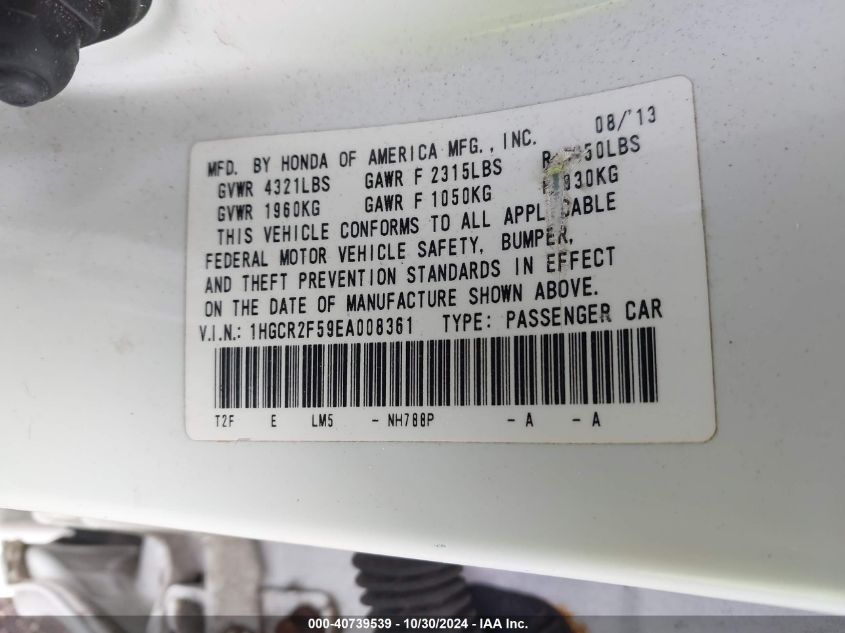 MFD. BY HONDA OF AMERICA MFG., INC. 08/'13
GVWR 4321LBS GAWR F 2315LBS
GVWR 1960KG GAWR F 1050KG
THIS VEHICLE CONFORMS TO ALL APPLICABLE
FEDERAL MOTOR VEHICLE SAFETY, BUMPER,
AND THEFT PREVENTION STANDARDS IN EFFECT
ON THE DATE OF MANUFACTURE SHOWN ABOVE.
V.I.N.: 1HGCR2F59EA008361 TYPE: PASSENGER CAR
T2F E LM5 - NH788P - A - A
000-40739539 - 10/30/2024 - IAA Inc.